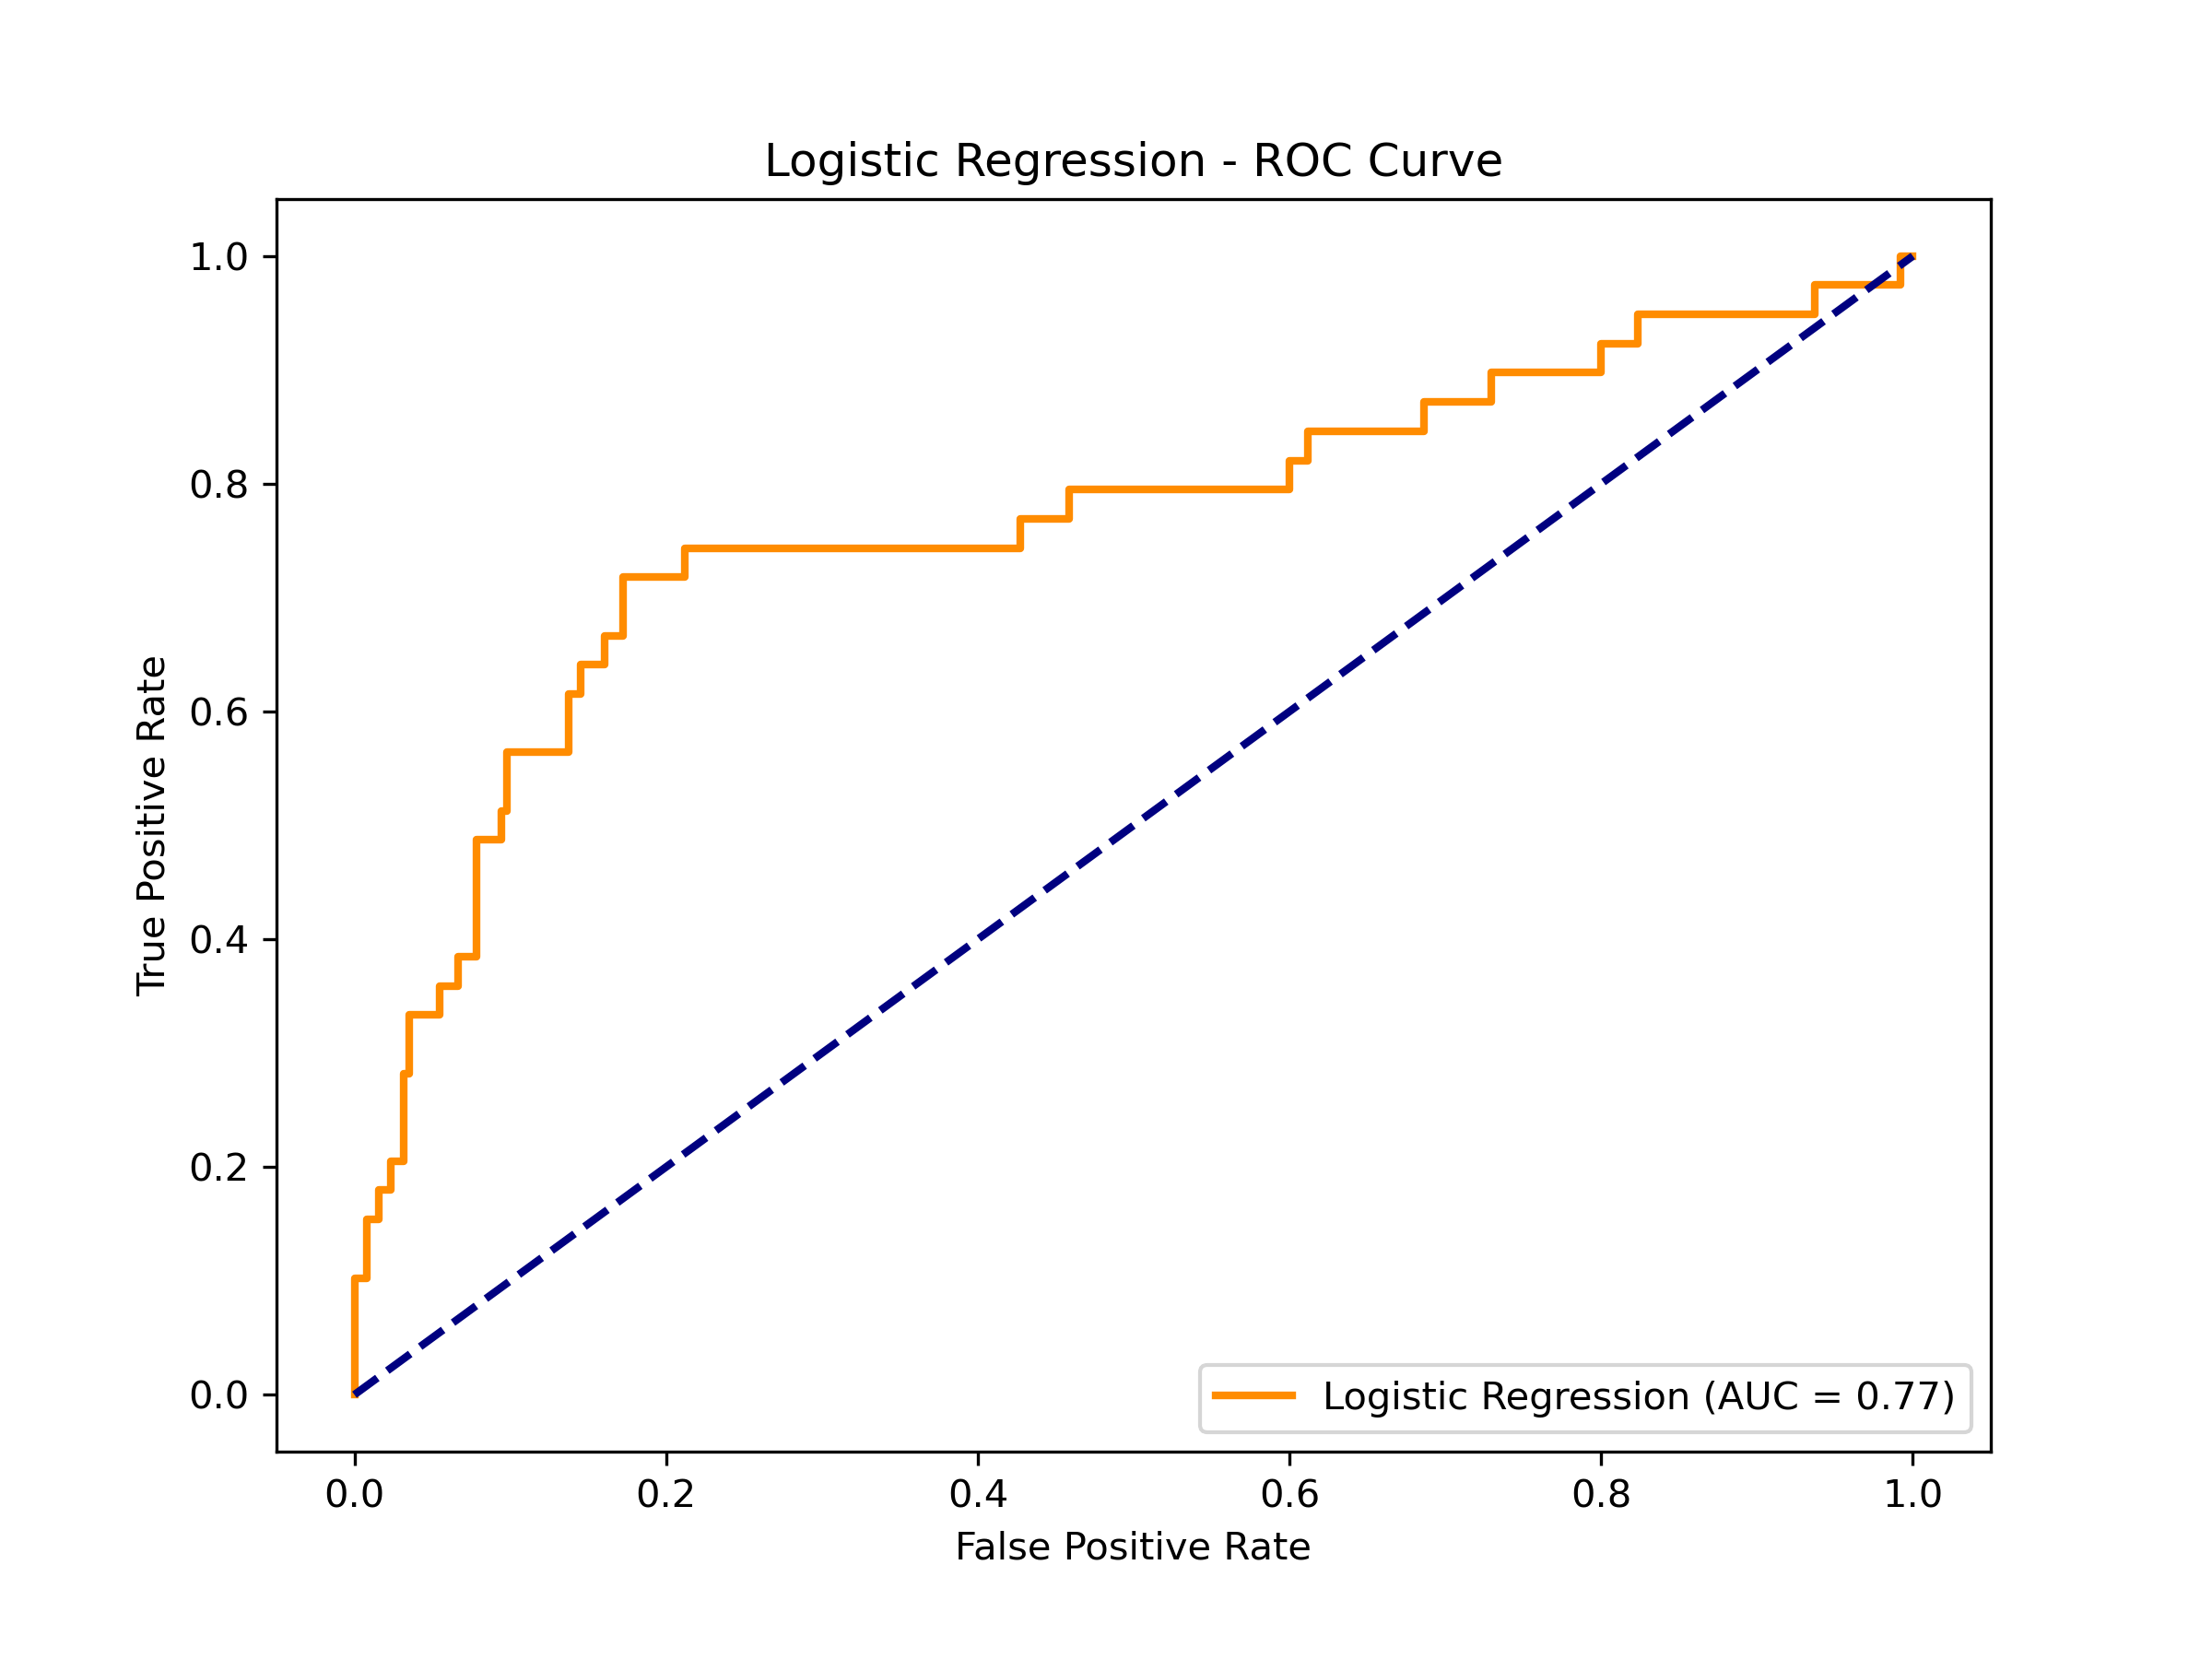 Logistic Regression - ROC Curve
1.0
0.8
0.6
0.4
0.2
0.0
True Positive Rate
Logistic Regression (AUC = 0.77)
0.0 0.2 0.4 0.6 0.8 1.0
False Positive Rate